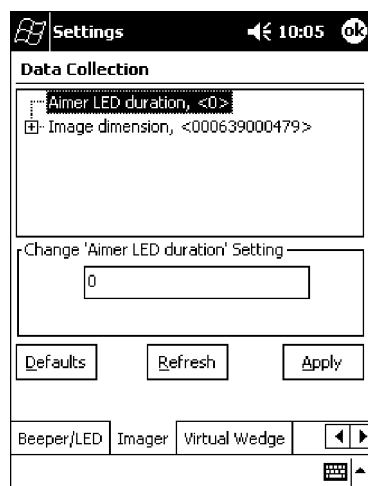 Settings 10:05 ok
Data Collection
Aimer LED duration, <0>
Image dimension, <000639000479>
Change 'Aimer LED duration' Setting
0
Defaults Refresh Apply
Beeper/LED Imager Virtual Wedge